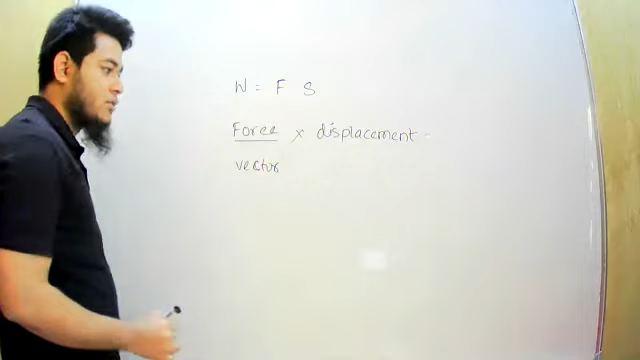 W = F S
Force x displacement
vector